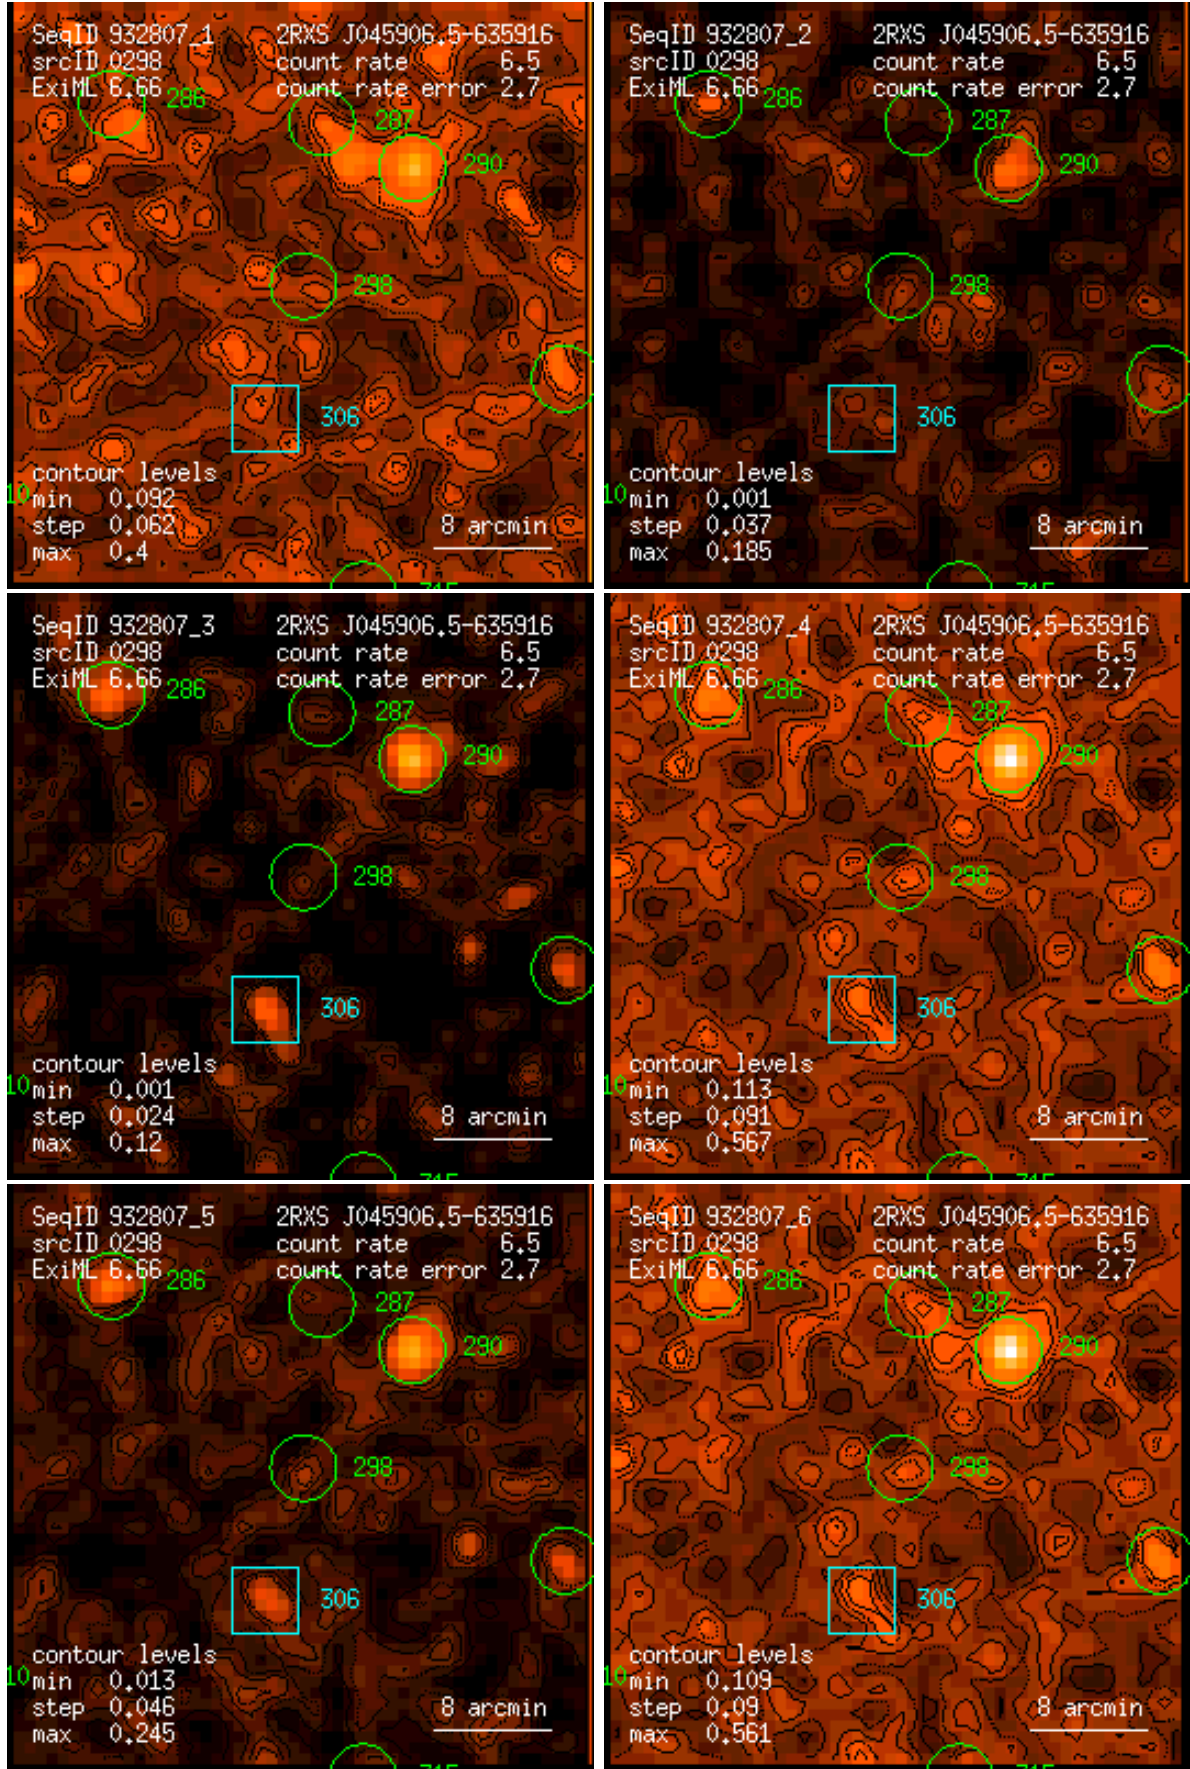 SeqID 932807_1 2RXS J045906.5-635916
srcID 0298 count rate 6.5
ExiML 6.66 count rate error 2.7
286
287
290
298
306
contour levels
10 min 0.092
step 0.062 8 arcmin
max 0.4
SeqID 932807_2 2RXS J045906.5-635916
srcID 0298 count rate 6.5
ExiML 6.66 count rate error 2.7
286
287
290
298
306
contour levels
10 min 0.001
step 0.037 8 arcmin
max 0.185
SeqID 932807_3 2RXS J045906.5-635916
srcID 0298 count rate 6.5
ExiML 6.66 count rate error 2.7
286
287
290
298
306
contour levels
10 min 0.001
step 0.024 8 arcmin
max 0.12
SeqID 932807_4 2RXS J045906.5-635916
srcID 0298 count rate 6.5
ExiML 6.66 count rate error 2.7
286
287
290
298
306
contour levels
10 min 0.113
step 0.091 8 arcmin
max 0.567
SeqID 932807_5 2RXS J045906.5-635916
srcID 0298 count rate 6.5
ExiML 6.66 count rate error 2.7
286
287
290
298
306
contour levels
10 min 0.013
step 0.046 8 arcmin
max 0.245
SeqID 932807_6 2RXS J045906.5-635916
srcID 0298 count rate 6.5
ExiML 6.66 count rate error 2.7
286
287
290
298
306
contour levels
10 min 0.109
step 0.09 8 arcmin
max 0.561